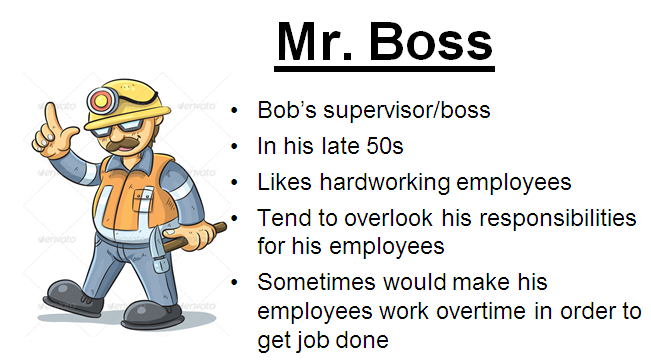 Mr. Boss
• Bob’s supervisor/boss
• In his late 50s
• Likes hardworking employees
• Tend to overlook his responsibilities
for his employees
• Sometimes would make his
employees work overtime in order to
get job done